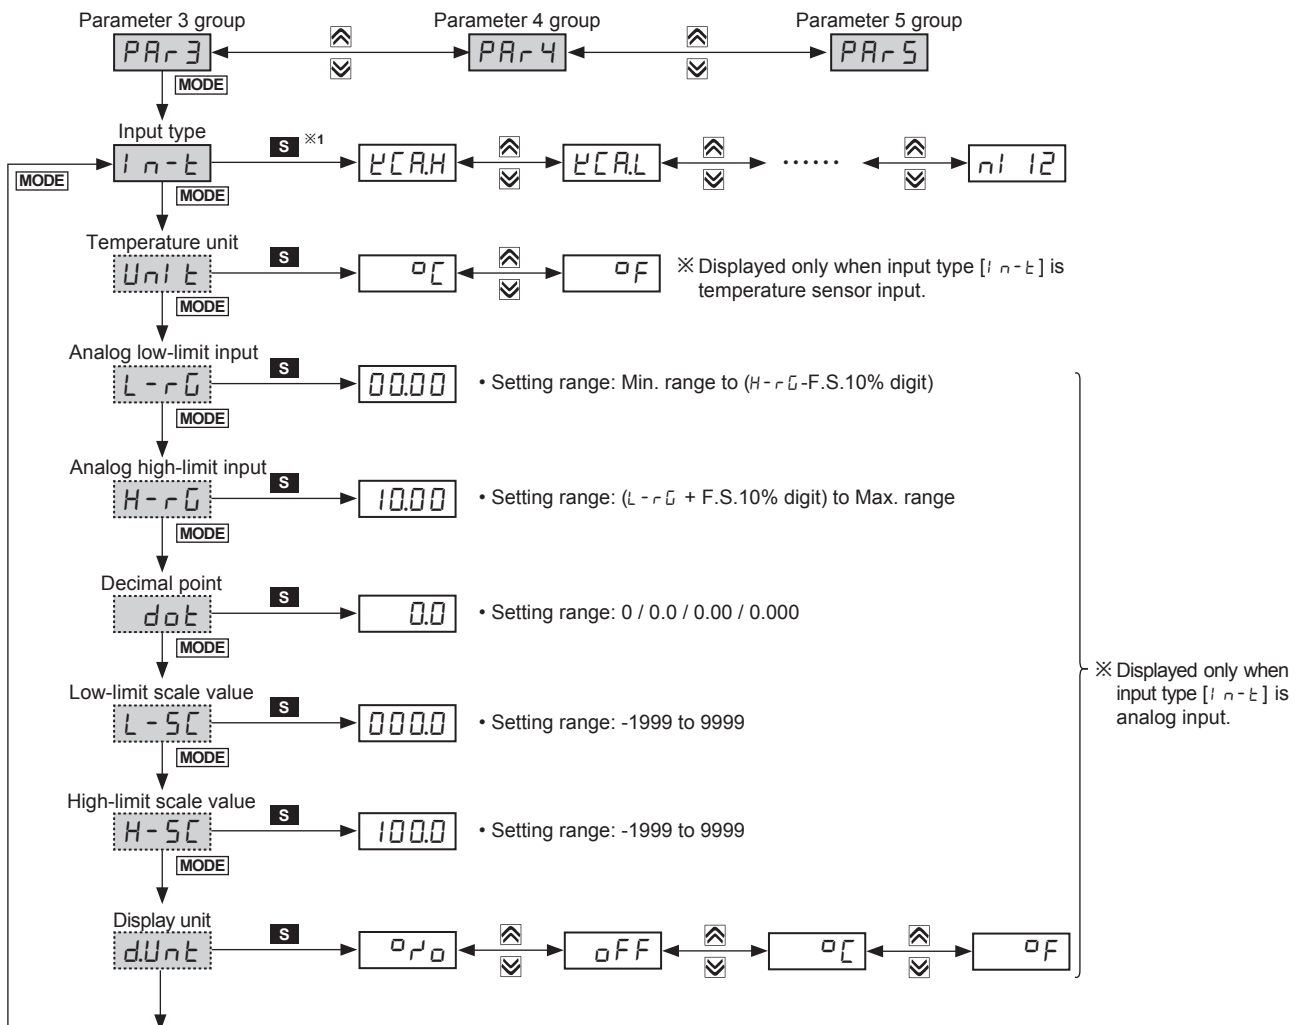 Parameter 3 group Parameter 4 group Parameter 5 group
PAr3 PAr4 PAr5
MODE
Input type
In-t S ※1 KCA.H KCA.L ...... nI 12
MODE
MODE
Temperature unit
UnIt S °C °F ※ Displayed only when input type [In-t] is
temperature sensor input.
MODE
Analog low-limit input
L-rG S 00.00 • Setting range: Min. range to (H-rG-F.S.10% digit)
MODE
Analog high-limit input
H-rG S 10.00 • Setting range: (L-rG + F.S.10% digit) to Max. range
MODE
Decimal point
dot S 0.0 • Setting range: 0 / 0.0 / 0.00 / 0.000
MODE
※ Displayed only when
input type [In-t] is
analog input.
Low-limit scale value
L-SC S 000.0 • Setting range: -1999 to 9999
MODE
High-limit scale value
H-SC S 100.0 • Setting range: -1999 to 9999
MODE
Display unit
d.Unt S °/o oFF °C °F